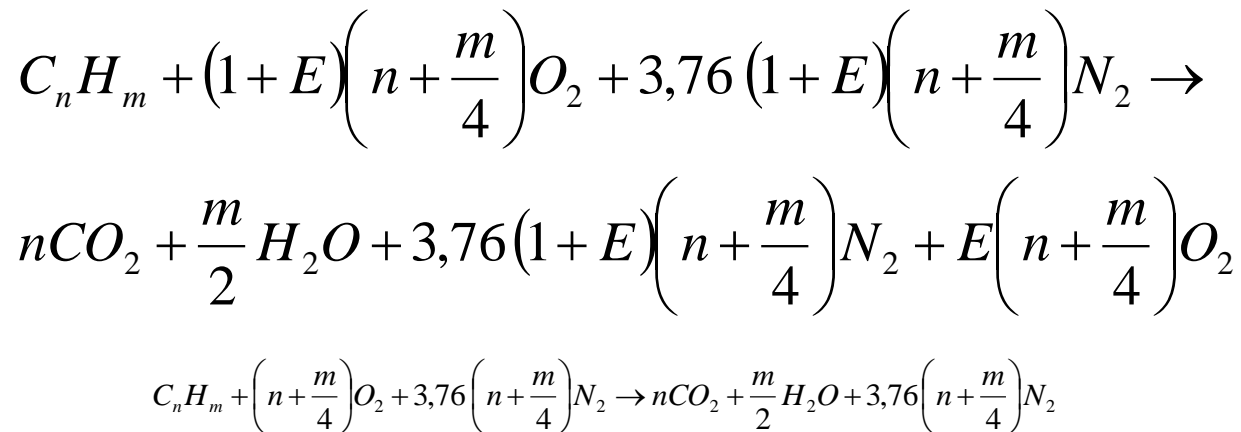 C_nH_m + (1 + E)(n + m/4)O_2 + 3,76 (1 + E)(n + m/4)N_2 →
nCO_2 + m/2 H_2O + 3,76(1 + E)(n + m/4)N_2 + E(n + m/4)O_2
C_nH_m + (n + m/4)O_2 + 3,76(n + m/4)N_2 → nCO_2 + m/2 H_2O + 3,76(n + m/4)N_2